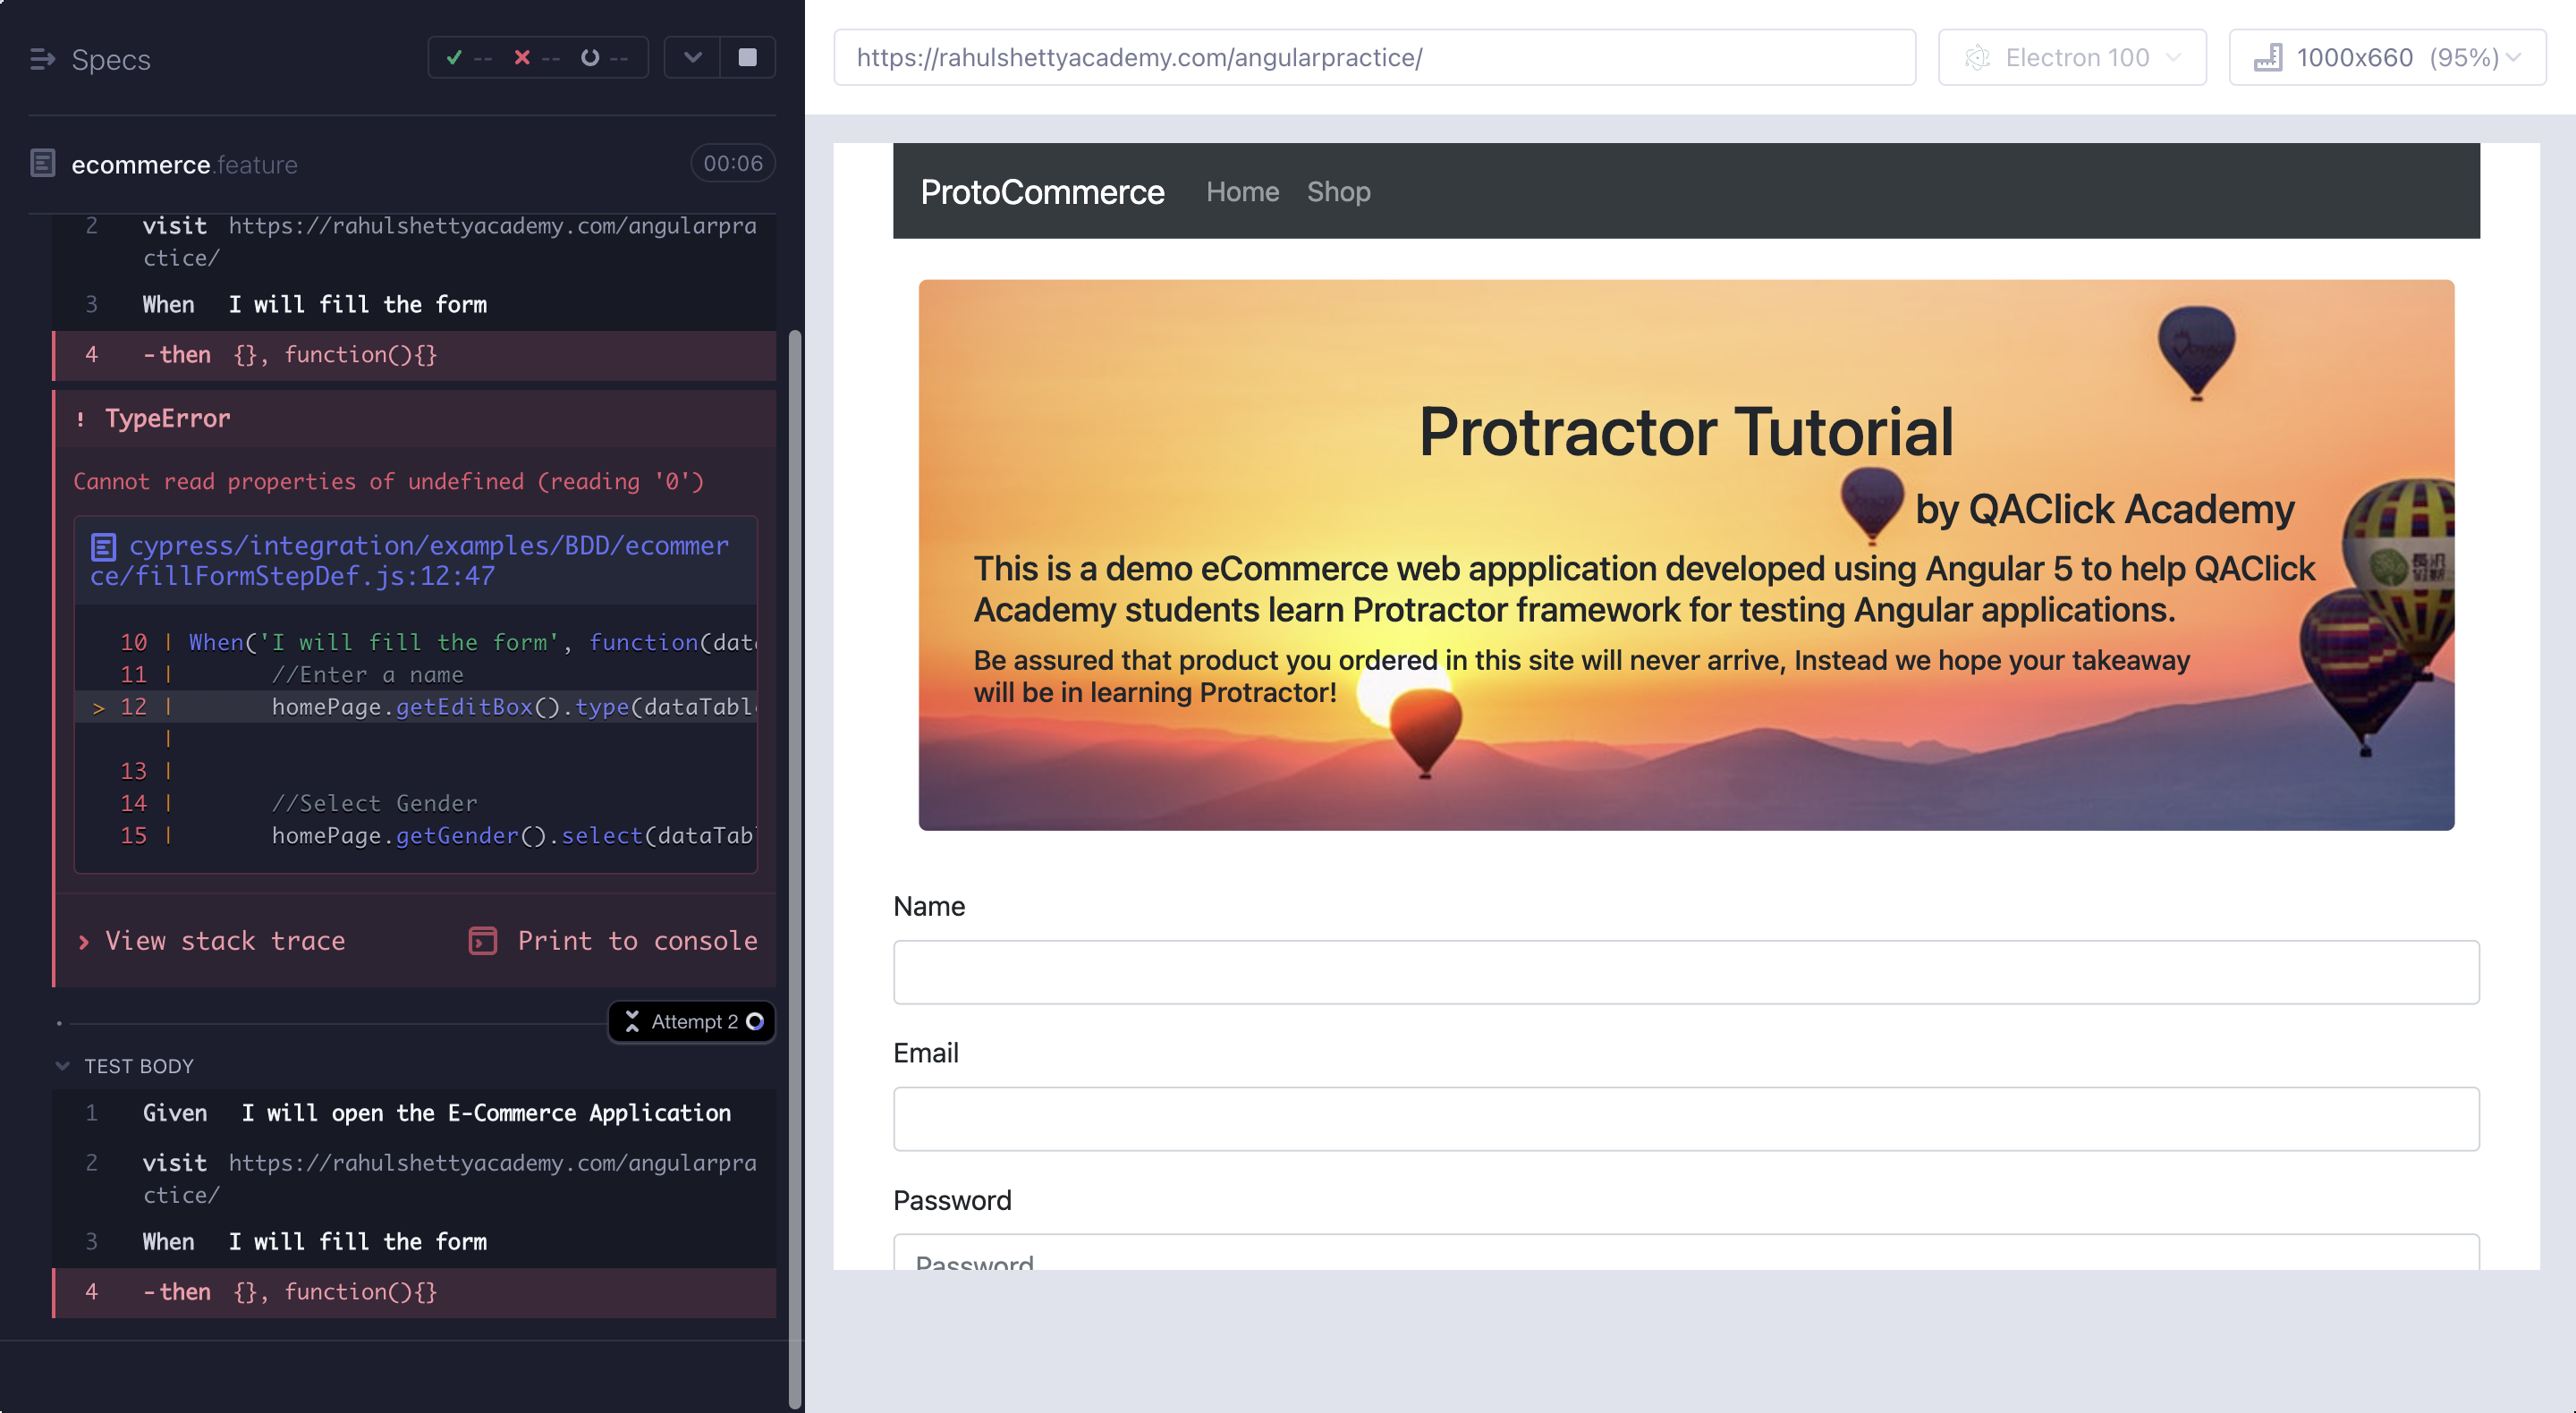 Specs
-- -- --
ecommerce.feature
00:06
2 visit https://rahulshettyacademy.com/angularpra
ctice/
3 When I will fill the form
4 -then {}, function(){}
! TypeError
Cannot read properties of undefined (reading '0')
cypress/integration/examples/BDD/ecommer
ce/fillFormStepDef.js:12:47
10 | When('I will fill the form', function(dat
11 | //Enter a name
> 12 | homePage.getEditBox().type(dataTabl
|
13 |
14 | //Select Gender
15 | homePage.getGender().select(dataTab
> View stack trace
Print to console
Attempt 2
TEST BODY
1 Given I will open the E-Commerce Application
2 visit https://rahulshettyacademy.com/angularpra
ctice/
3 When I will fill the form
4 -then {}, function(){}
https://rahulshettyacademy.com/angularpractice/
Electron 100
1000x660 (95%)
ProtoCommerce Home Shop
Protractor Tutorial
by QAClick Academy
This is a demo eCommerce web appplication developed using Angular 5 to help QAClick
Academy students learn Protractor framework for testing Angular applications.
Be assured that product you ordered in this site will never arrive, Instead we hope your takeaway
will be in learning Protractor!
Name
Email
Password
Password